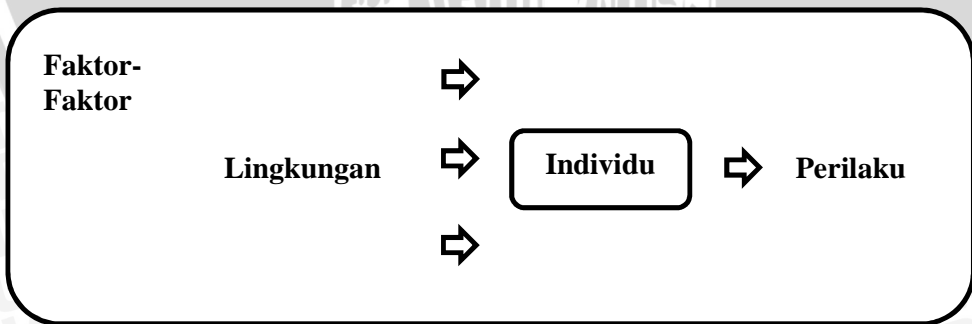 Faktor-
Faktor
Lingkungan
Individu
Perilaku